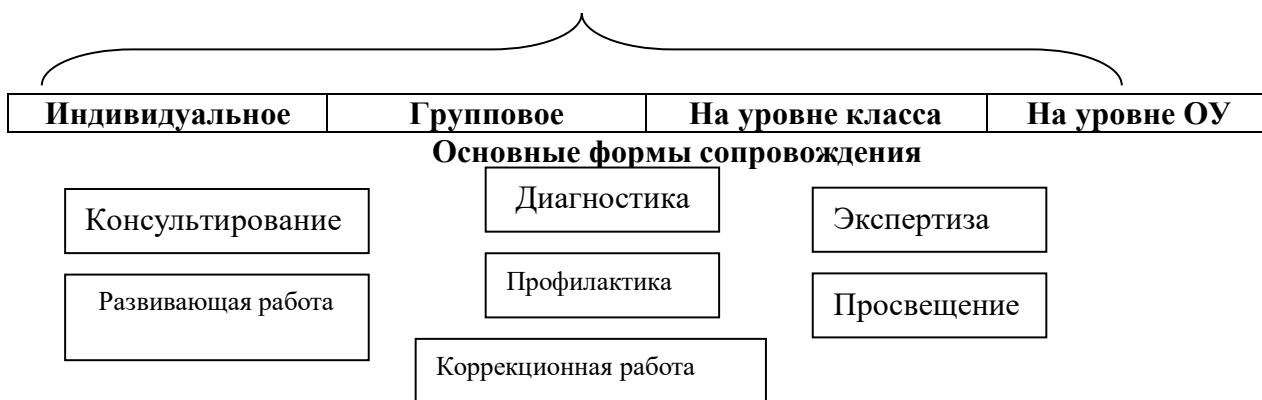 Индивидуальное Групповое На уровне класса На уровне ОУ
Основные формы сопровождения
Консультирование
Диагностика
Экспертиза
Развивающая работа
Профилактика
Просвещение
Коррекционная работа